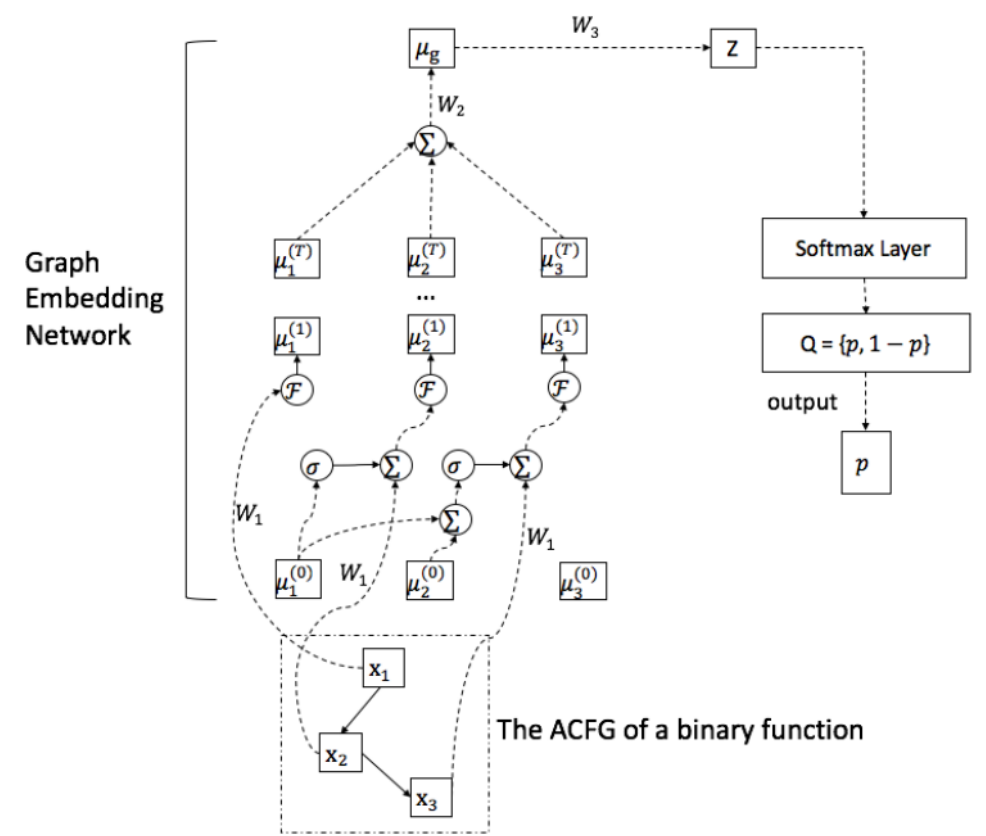 W₃
μg
Z
W₂
Σ
μ₁^(T)
μ₂^(T)
μ₃^(T)
Softmax Layer
Graph
Embedding
Network
...
μ₁^(1)
μ₂^(1)
μ₃^(1)
Q = {p, 1 − p}
ℱ
ℱ
ℱ
output
σ
Σ
σ
Σ
p
W₁
Σ
W₁
W₁
μ₁^(0)
μ₂^(0)
μ₃^(0)
x₁
x₂
x₃
The ACFG of a binary function